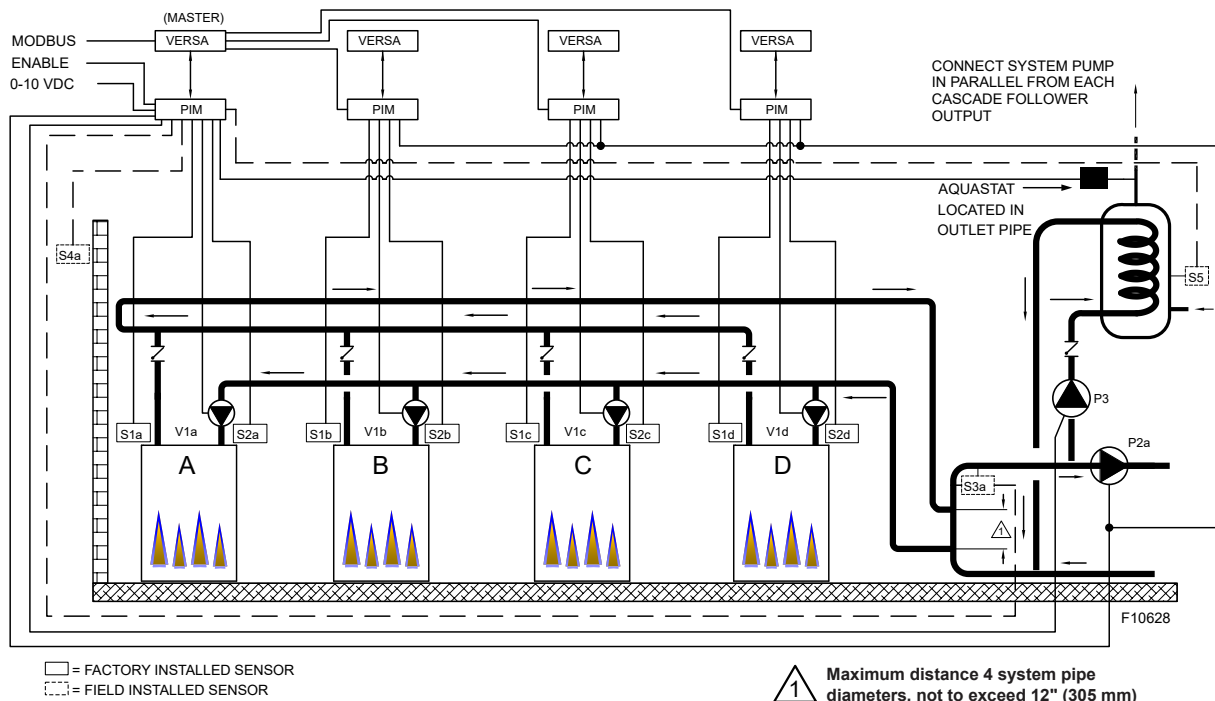 (MASTER)
MODBUS
ENABLE
0-10 VDC
VERSA
VERSA
VERSA
VERSA
PIM
PIM
PIM
PIM
CONNECT SYSTEM PUMP
IN PARALLEL FROM EACH
CASCADE FOLLOWER
OUTPUT
AQUASTAT
LOCATED IN
OUTLET PIPE
S4a
S5
S1a
V1a
S2a
S1b
V1b
S2b
S1c
V1c
S2c
S1d
V1d
S2d
P3
P2a
A
B
C
D
S3a
1
F10628
= FACTORY INSTALLED SENSOR
= FIELD INSTALLED SENSOR
1
Maximum distance 4 system pipe
diameters, not to exceed 12" (305 mm)